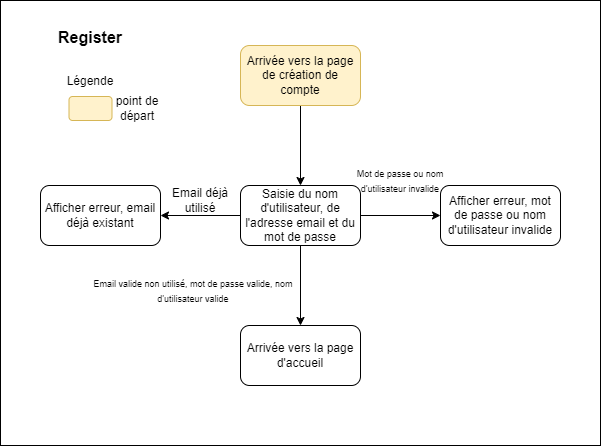 Register
Légende
point de
départ
Arrivée vers la page
de création de
compte
Mot de passe ou nom
d'utilisateur invalide
Email déjà
utilisé
Afficher erreur, email
déjà existant
Saisie du nom
d'utilisateur, de
l'adresse email et du
mot de passe
Afficher erreur, mot
de passe ou nom
d'utilisateur invalide
Email valide non utilisé, mot de passe valide, nom
d'utilisateur valide
Arrivée vers la page
d'accueil